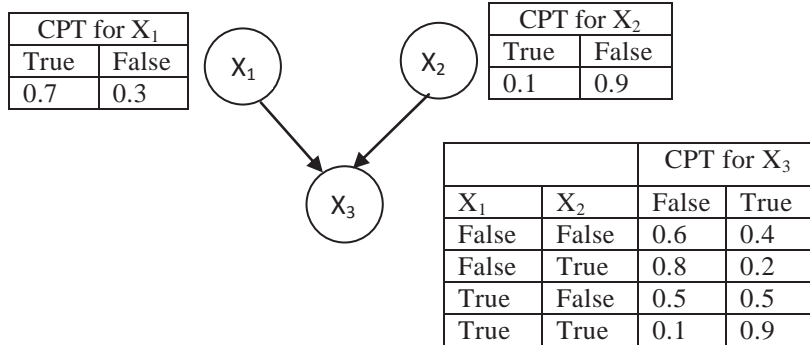 CPT for X₁
True False
0.7 0.3
X₁
X₂
CPT for X₂
True False
0.1 0.9
X₃
CPT for X₃
X₁ X₂ False True
False False 0.6 0.4
False True 0.8 0.2
True False 0.5 0.5
True True 0.1 0.9